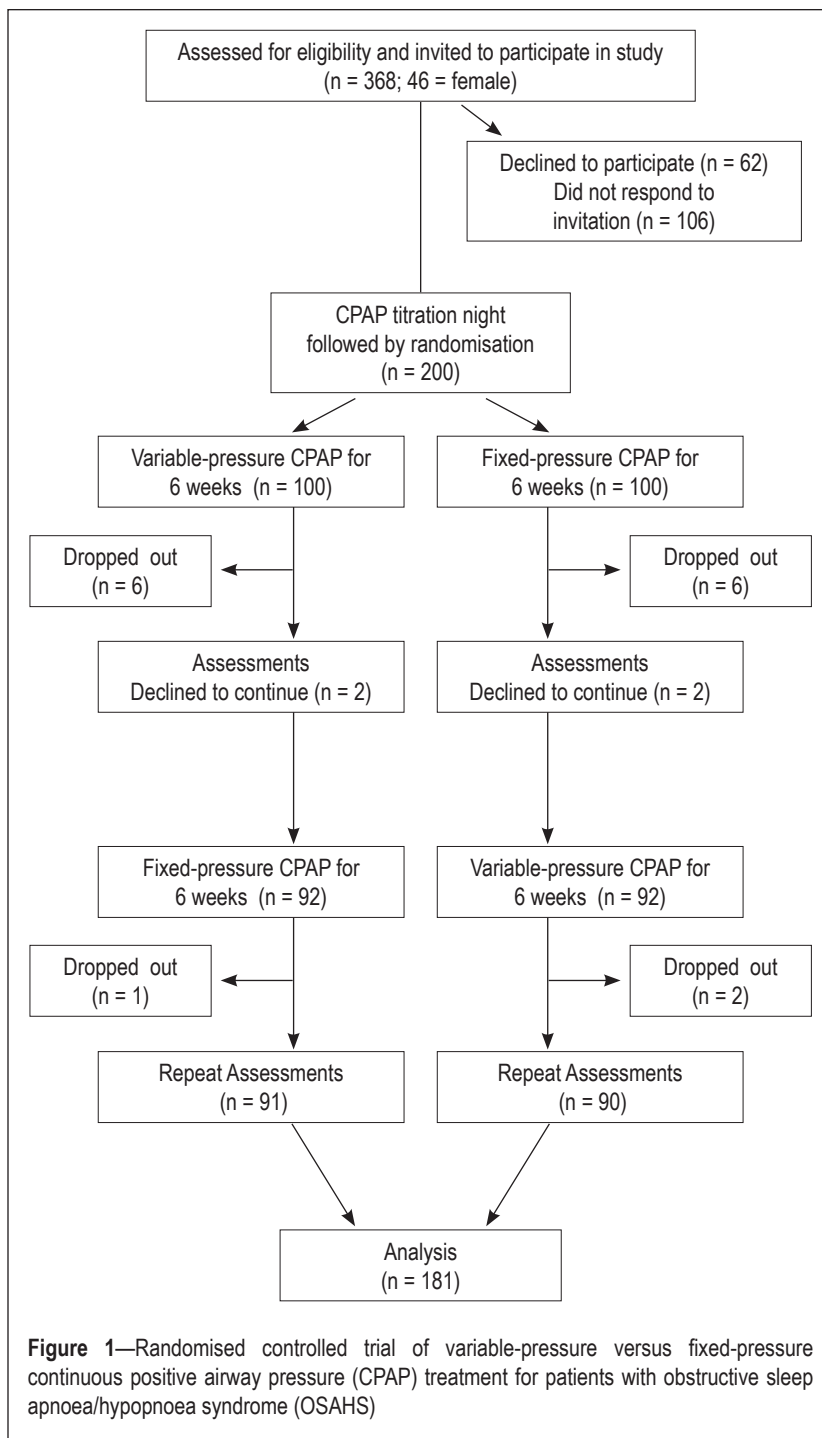 Assessed for eligibility and invited to participate in study
(n = 368; 46 = female)
Declined to participate (n = 62)
Did not respond to
invitation (n = 106)
CPAP titration night
followed by randomisation
(n = 200)
Variable-pressure CPAP for
6 weeks (n = 100)
Fixed-pressure CPAP for
6 weeks (n = 100)
Dropped out
(n = 6)
Dropped out
(n = 6)
Assessments
Declined to continue (n = 2)
Assessments
Declined to continue (n = 2)
Fixed-pressure CPAP for
6 weeks (n = 92)
Variable-pressure CPAP for
6 weeks (n = 92)
Dropped out
(n = 1)
Dropped out
(n = 2)
Repeat Assessments
(n = 91)
Repeat Assessments
(n = 90)
Analysis
(n = 181)
Figure 1—Randomised controlled trial of variable-pressure versus fixed-pressure
continuous positive airway pressure (CPAP) treatment for patients with obstructive sleep
apnoea/hypopnoea syndrome (OSAHS)